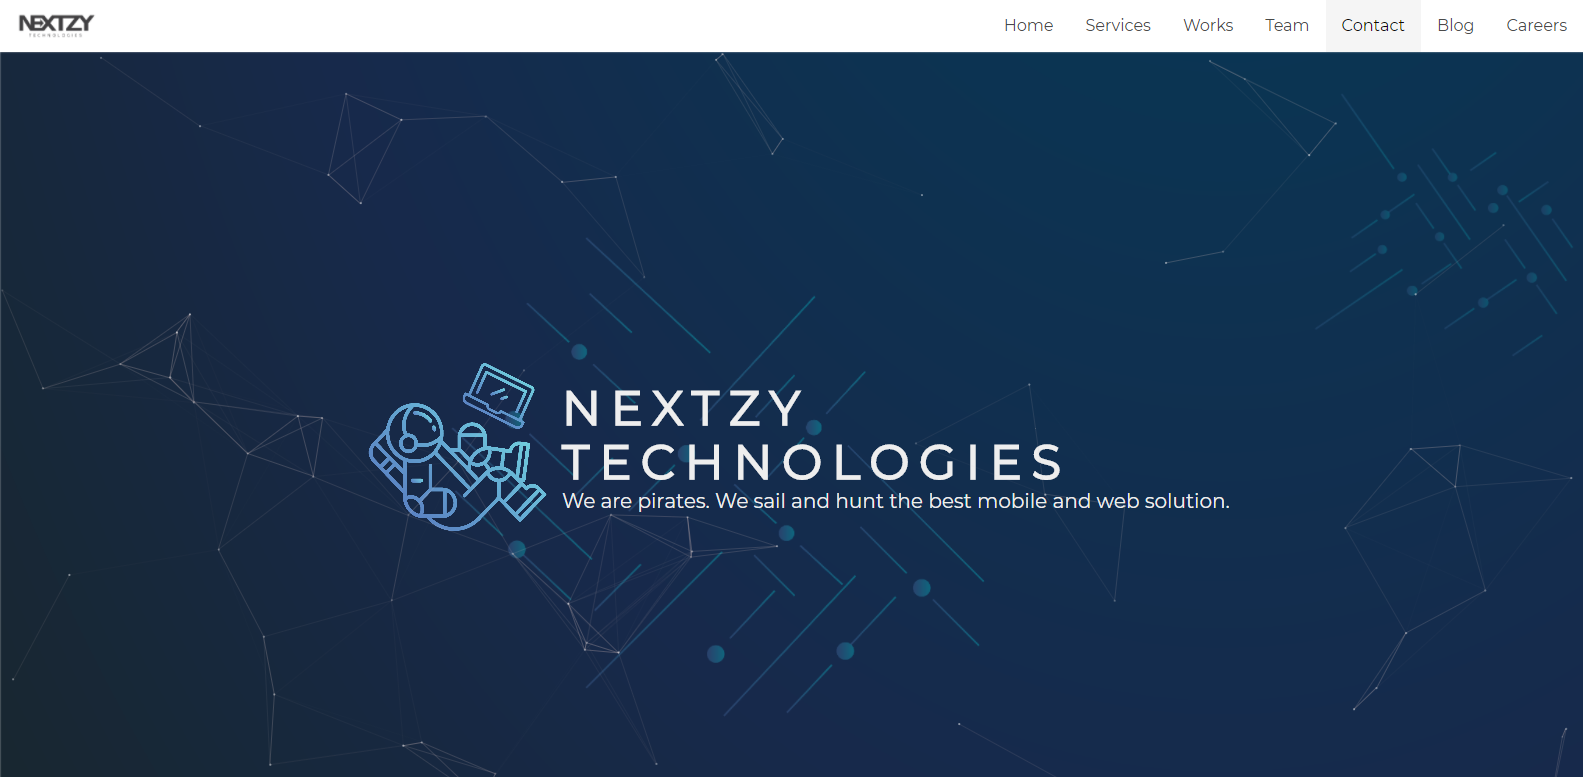 NEXTZY
TECHNOLOGIES
Home Services Works Team Contact Blog Careers
NEXTZY
TECHNOLOGIES
We are pirates. We sail and hunt the best mobile and web solution.